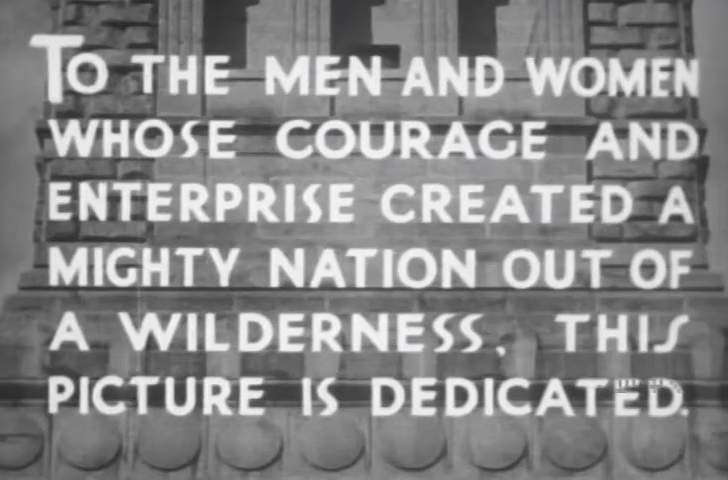 TO THE MEN AND WOMEN
WHOSE COURAGE AND
ENTERPRISE CREATED A
MIGHTY NATION OUT OF
A WILDERNESS, THIS
PICTURE IS DEDICATED.